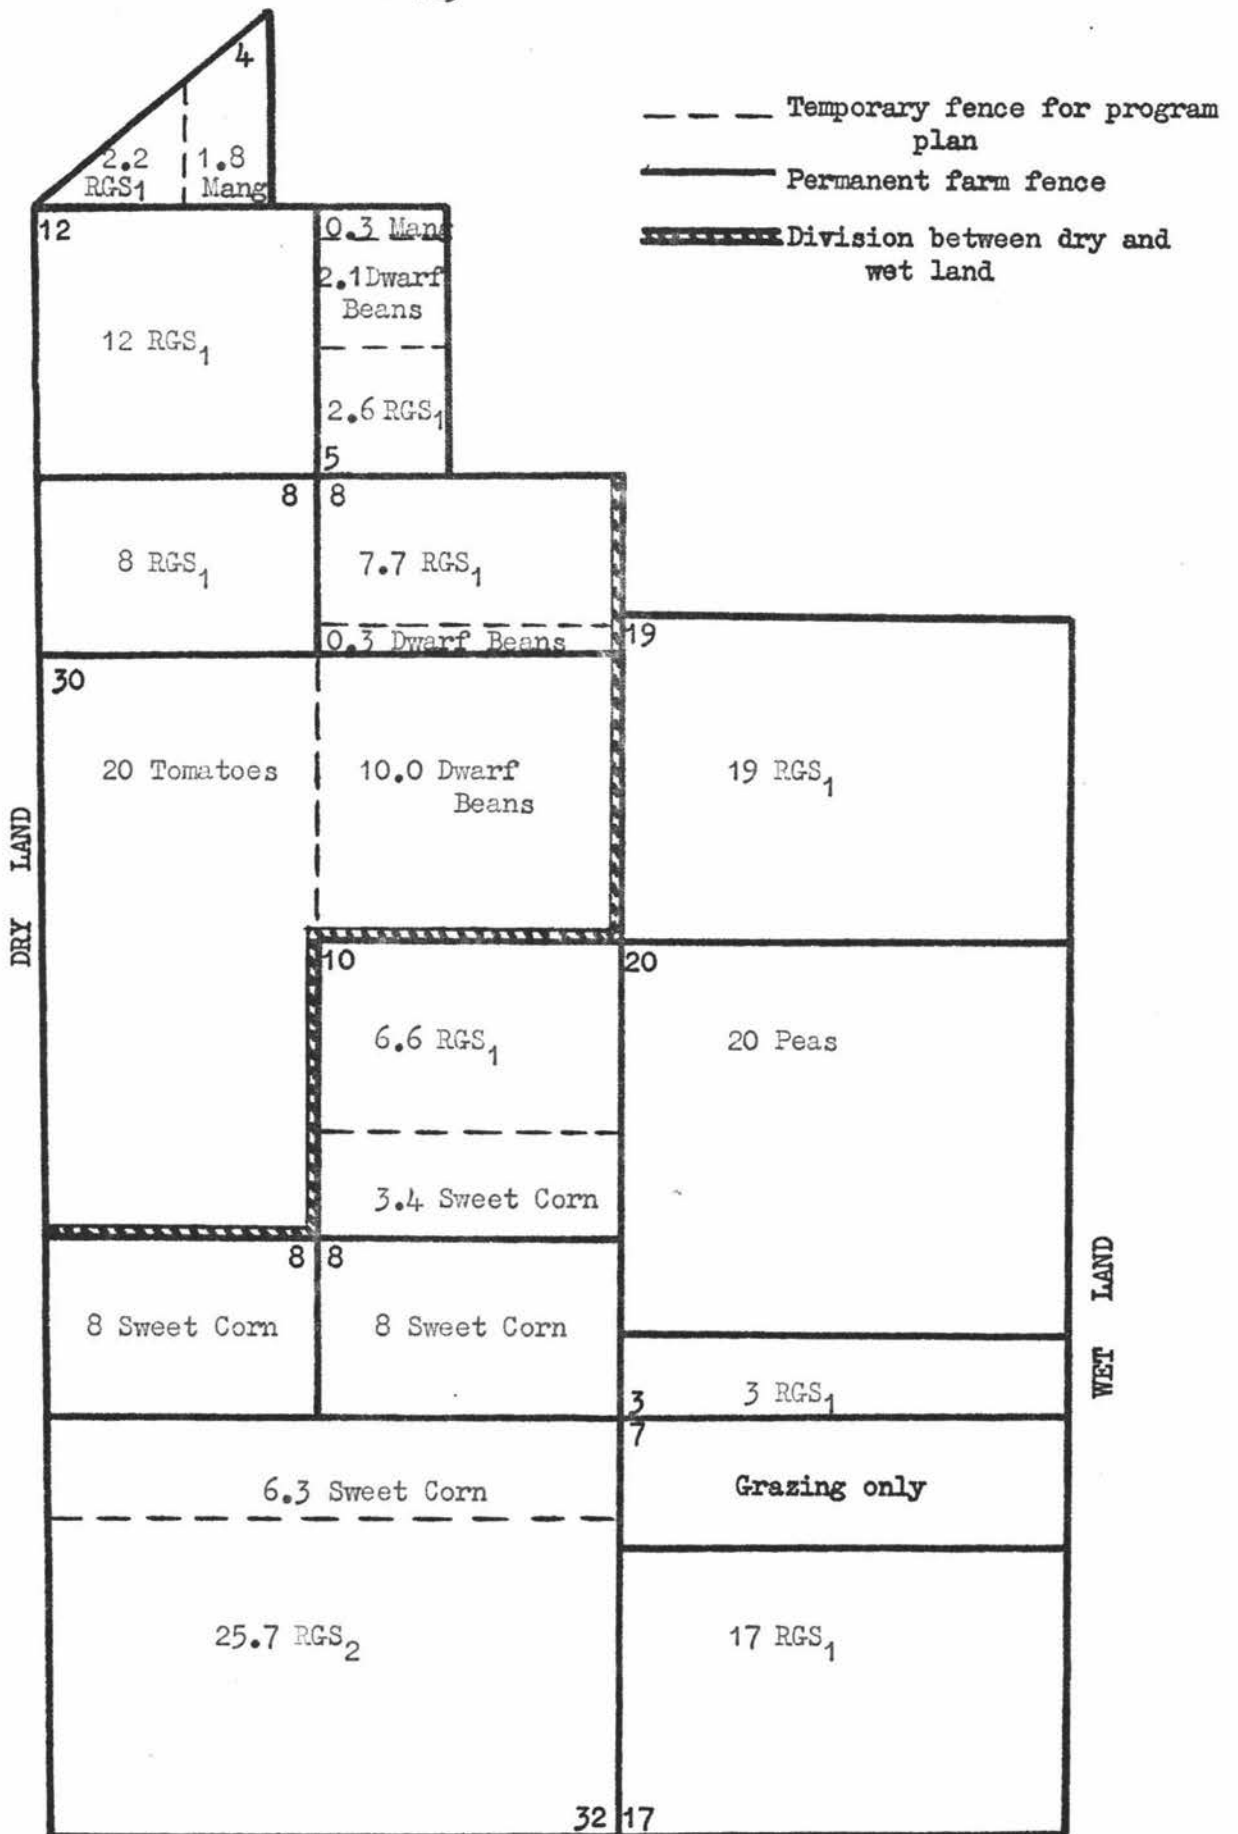 4
2.2
RGS₁
1.8
Mang
— — — Temporary fence for program
plan
Permanent farm fence
Division between dry and
wet land
12
12 RGS₁
0.3 Mang
2.1 Dwarf
Beans
2.6 RGS₁
5
8
8 RGS₁
8
7.7 RGS₁
0.3 Dwarf Beans
19
19 RGS₁
30
20 Tomatoes
10.0 Dwarf
Beans
DRY LAND
10
6.6 RGS₁
3.4 Sweet Corn
20
20 Peas
8
8 Sweet Corn
8
8 Sweet Corn
WET LAND
3
3 RGS₁
7
Grazing only
6.3 Sweet Corn
25.7 RGS₂
32
17 RGS₁
17